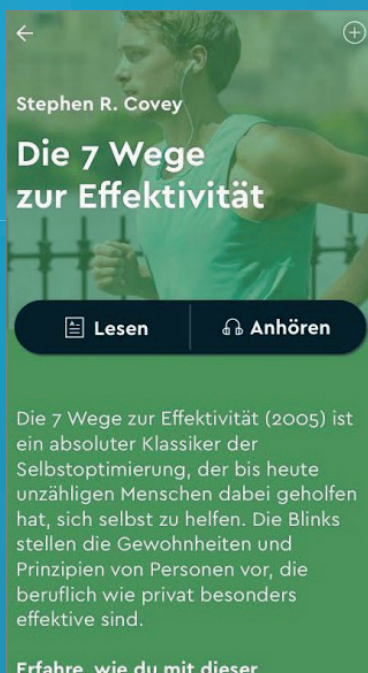 Stephen R. Covey
Die 7 Wege
zur Effektivität
Lesen
Anhören
Die 7 Wege zur Effektivität (2005) ist
ein absoluter Klassiker der
Selbstoptimierung, der bis heute
unzähligen Menschen dabei geholfen
hat, sich selbst zu helfen. Die Blinks
stellen die Gewohnheiten und
Prinzipien von Personen vor, die
beruflich wie privat besonders
effektive sind.
Erfahre, wie du mit dieser